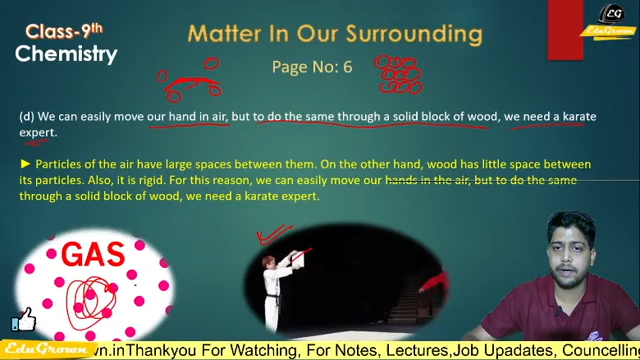 Class-9th
Chemistry
Matter In Our Surrounding
EG
EduGrown
Page No: 6
(d) We can easily move our hand in air, but to do the same through a solid block of wood, we need a karate
expert.
► Particles of the air have large spaces between them. On the other hand, wood has little space between
its particles. Also, it is rigid. For this reason, we can easily move our hands in the air, but to do the same
through a solid block of wood, we need a karate expert.
GAS
EduGrown
wn.inThankyou For Watching, For Notes, Lectures,Job Upadates, Councelling